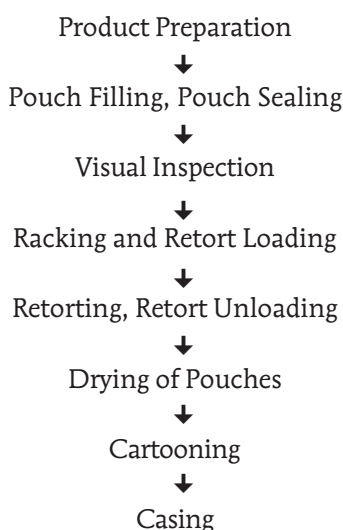 Product Preparation
↓
Pouch Filling, Pouch Sealing
↓
Visual Inspection
↓
Racking and Retort Loading
↓
Retorting, Retort Unloading
↓
Drying of Pouches
↓
Cartooning
↓
Casing